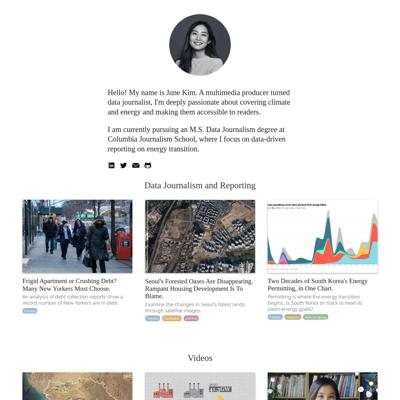 Hello! My name is June Kim. A multimedia producer turned
data journalist, I'm deeply passionate about covering climate
and energy and making them accessible to readers.
I am currently pursuing an M.S. Data Journalism degree at
Columbia Journalism School, where I focus on data-driven
reporting on energy transition.
Data Journalism and Reporting
Frigid Apartment or Crushing Debt?
Many New Yorkers Must Choose.
An analysis of debt collection reports show a
record number of New Yorkers are in debt.
Seoul's Forested Oases Are Disappearing.
Rampant Housing Development Is To
Blame.
Examine the changes in Seoul's forest lands
through satellite images.
Two Decades of South Korea's Energy
Permitting, in One Chart.
Permitting is where the energy transition
begins. Is South Korea on track to meet its
clean-energy goals?
Videos